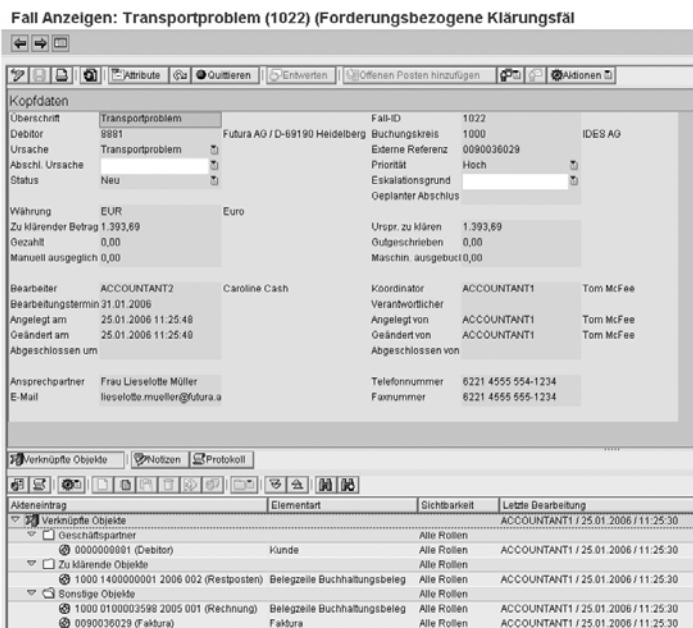 Fall Anzeigen: Transportproblem (1022) (Forderungsbezogene Klärungsfäl
Attribute Quittieren Entwerten Offenen Posten hinzufügen Aktionen
Kopfdaten
Überschrift Transportproblem Fall-ID 1022
Debitor 8881 Futura AG / D-69190 Heidelberg Buchungskreis 1000 IDES AG
Ursache Transportproblem Externe Referenz 0090036029
Abschl. Ursache Priorität Hoch
Status Neu Eskalationsgrund
Geplanter Abschlus
Währung EUR Euro
Zu klärender Betrag 1.393,69 Urspr. zu klären 1.393,69
Gezahlt 0,00 Gutgeschrieben 0,00
Manuell ausgeglich 0,00 Maschin. ausgebucl 0,00
Bearbeiter ACCOUNTANT2 Caroline Cash Koordinator ACCOUNTANT1 Tom McFee
Bearbeitungstermin 31.01.2006 Verantwortlicher
Angelegt am 25.01.2006 11:25:48 Angelegt von ACCOUNTANT1 Tom McFee
Geändert am 25.01.2006 11:25:48 Geändert von ACCOUNTANT1 Tom McFee
Abgeschlossen um Abgeschlossen von
Ansprechpartner Frau Lieselotte Müller Telefonnummer 6221 4555 554-1234
E-Mail lieselotte.mueller@futura.a Faxnummer 6221 4555 555-1234
Verknüpfte Objekte Notizen Protokoll
Akteneintrag Elementart Sichtbarkeit Letzte Bearbeitung
Verknüpfte Objekte ACCOUNTANT1 / 25.01.2006 / 11:25:30
Geschäftspartner Alle Rollen
0000008881 (Debitor) Kunde Alle Rollen ACCOUNTANT1 / 25.01.2006 / 11:25:30
Zu klärende Objekte Alle Rollen
1000 1400000001 2006 002 (Restposten) Belegzeile Buchhaltungsbeleg Alle Rollen ACCOUNTANT1 / 25.01.2006 / 11:25:30
Sonstige Objekte Alle Rollen
1000 0100003598 2005 001 (Rechnung) Belegzeile Buchhaltungsbeleg Alle Rollen ACCOUNTANT1 / 25.01.2006 / 11:25:30
0090036029 (Faktura) Faktura Alle Rollen ACCOUNTANT1 / 25.01.2006 / 11:25:30